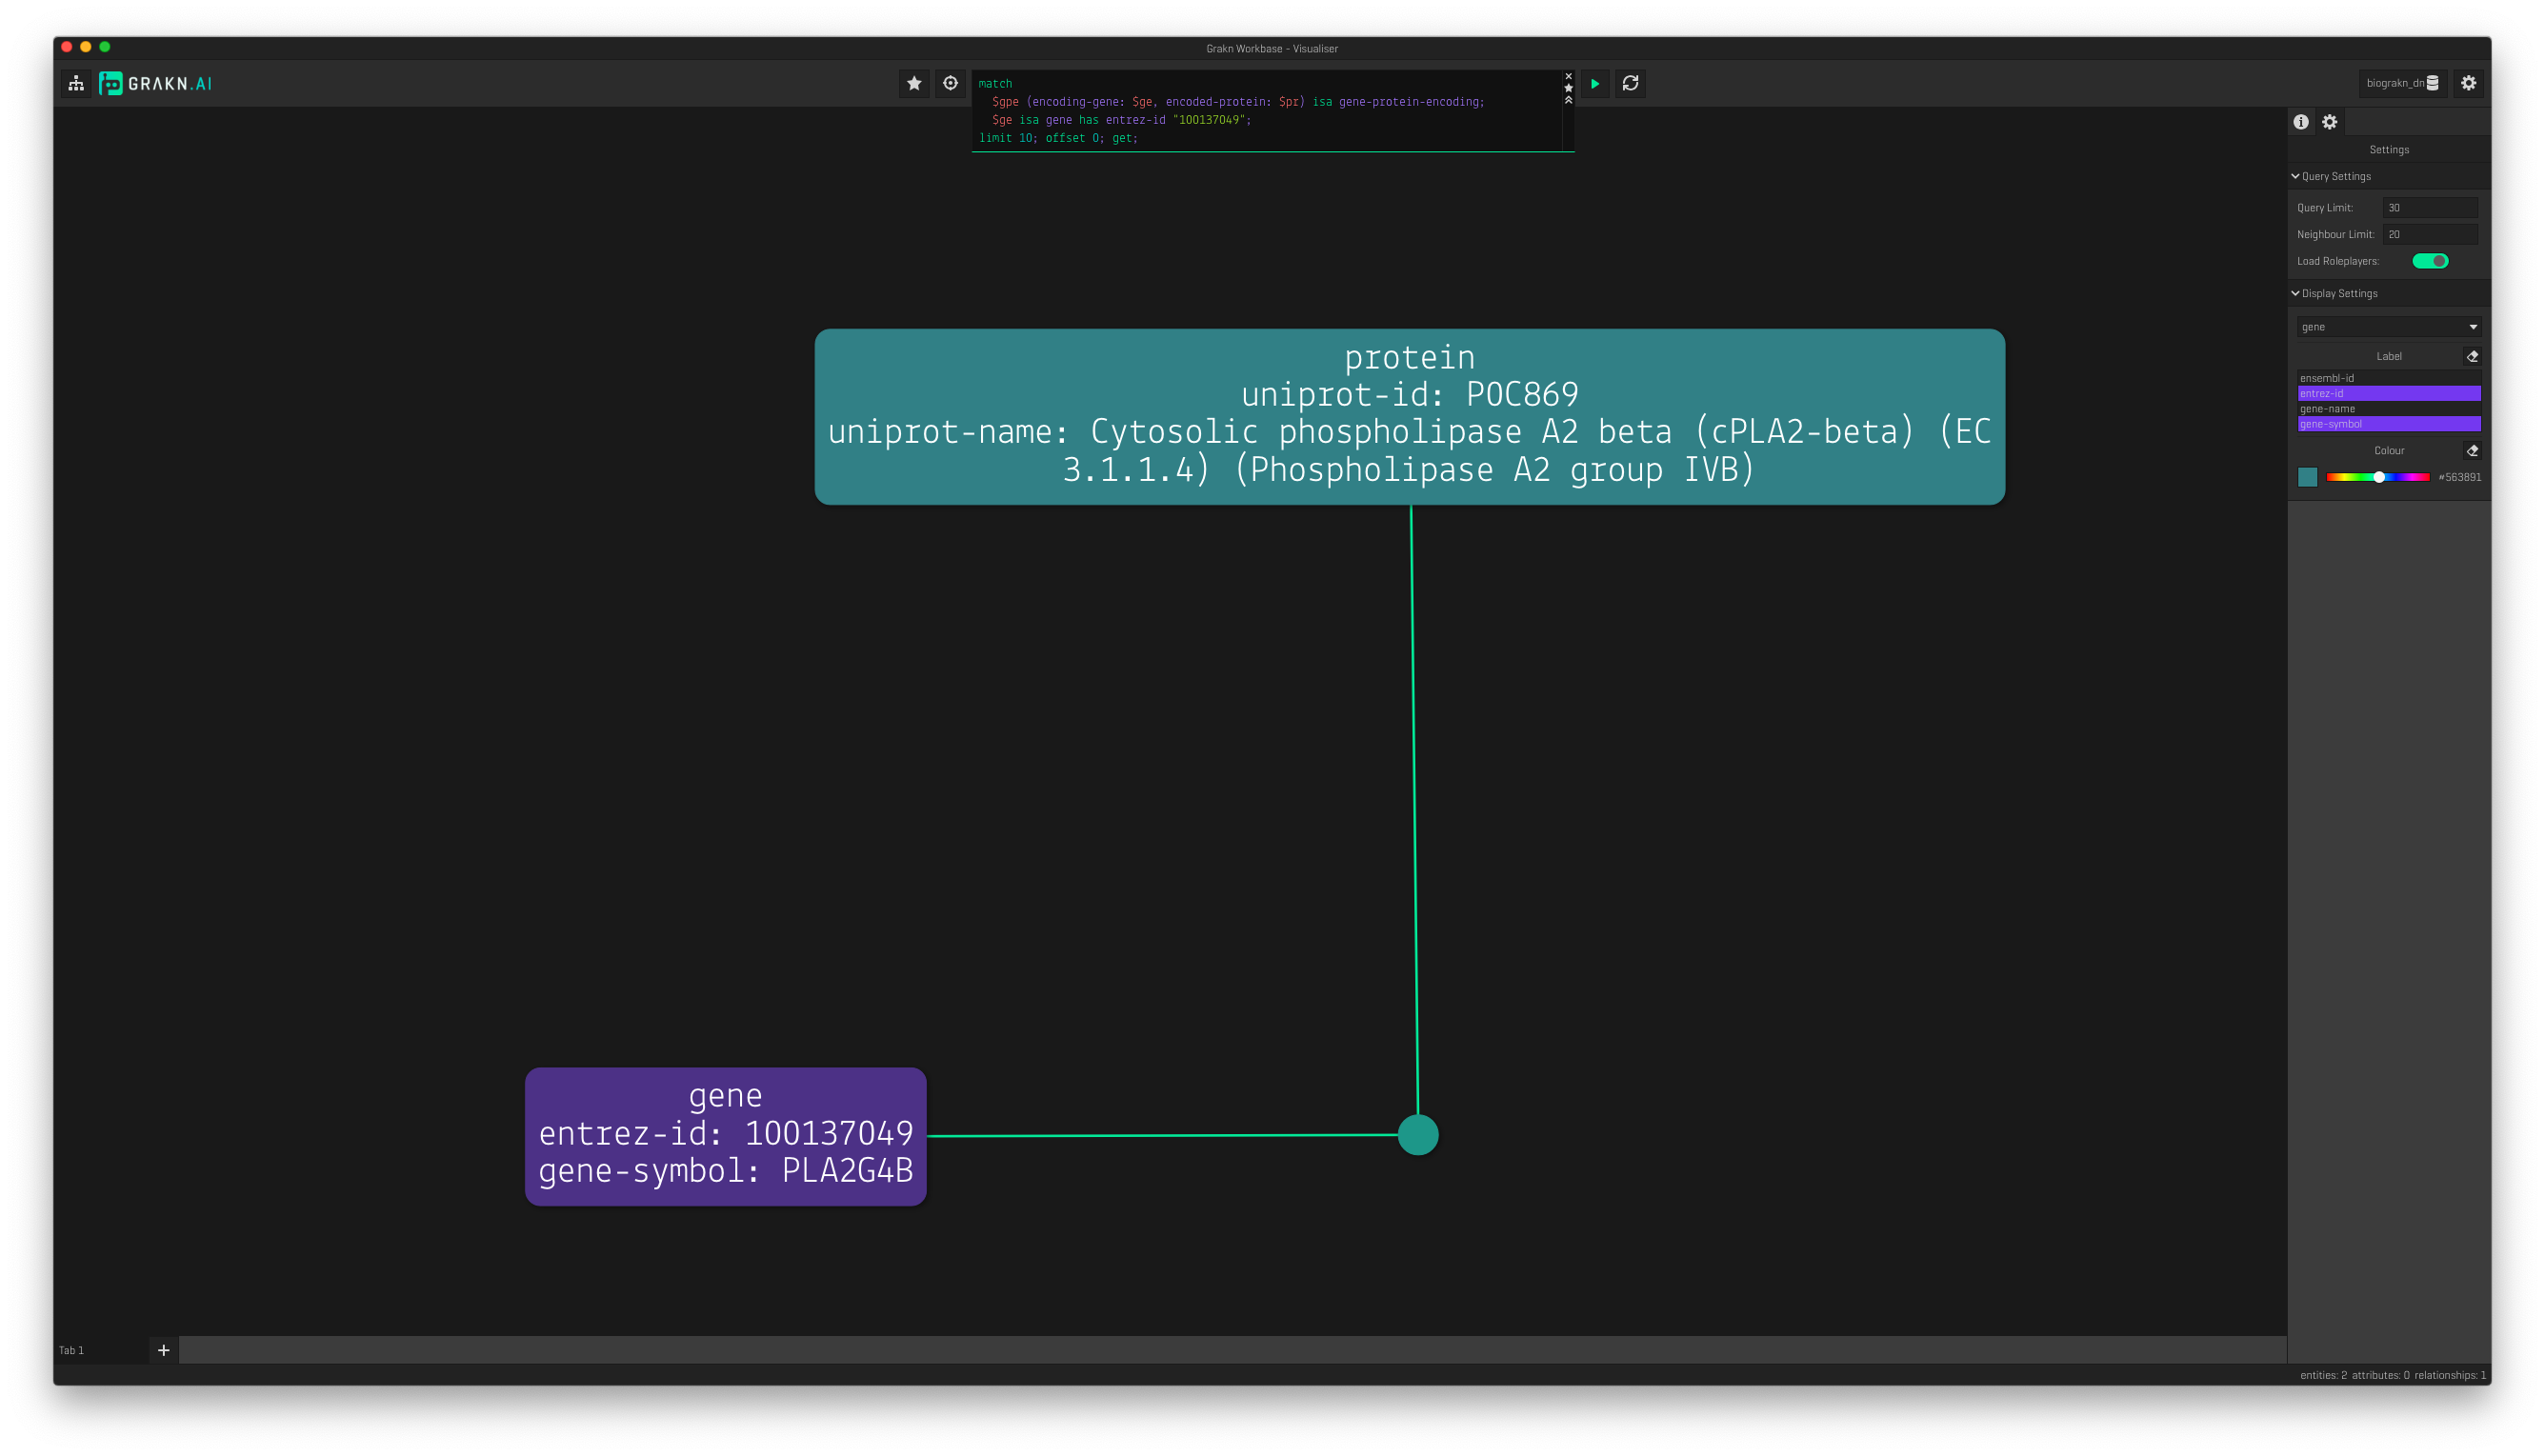 Grakn Workbase - Visualiser
GRAKN.AI
match
$gpe (encoding-gene: $ge, encoded-protein: $pr) isa gene-protein-encoding;
$ge isa gene has entrez-id "100137049";
limit 10; offset 0; get;
biograkn_dn
Settings
Query Settings
Query Limit: 30
Neighbour Limit: 20
Load Roleplayers:
Display Settings
gene
Label
ensembl-id
entrez-id
gene-name
gene-symbol
Colour
#563891
protein
uniprot-id: P0C869
uniprot-name: Cytosolic phospholipase A2 beta (cPLA2-beta) (EC
3.1.1.4) (Phospholipase A2 group IVB)
gene
entrez-id: 100137049
gene-symbol: PLA2G4B
Tab 1
entities: 2 attributes: 0 relationships: 1